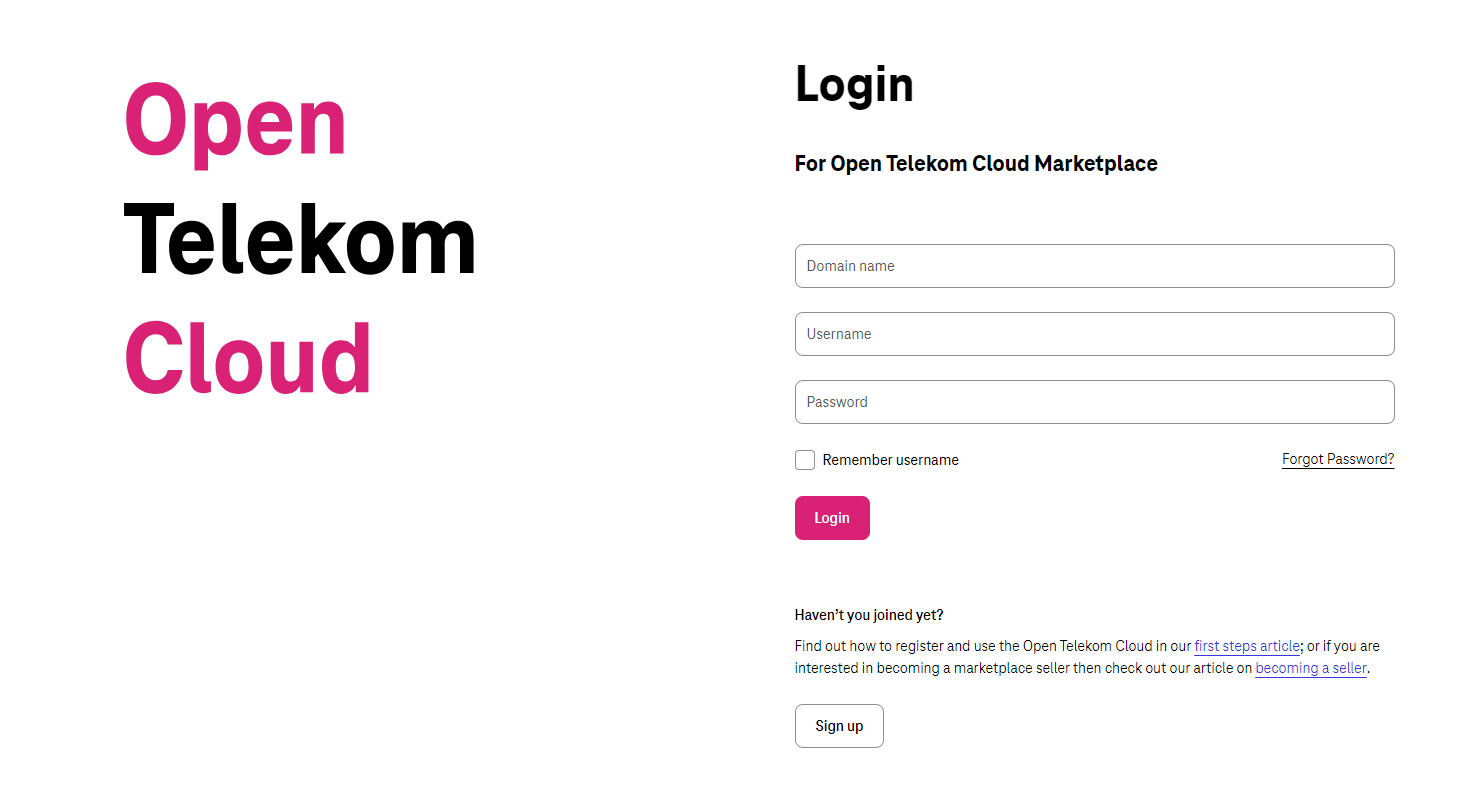 Open
Telekom
Cloud
Login
For Open Telekom Cloud Marketplace
Domain name
Username
Password
Remember username
Forgot Password?
Login
Haven’t you joined yet?
Find out how to register and use the Open Telekom Cloud in our first steps article; or if you are
interested in becoming a marketplace seller then check out our article on becoming a seller.
Sign up